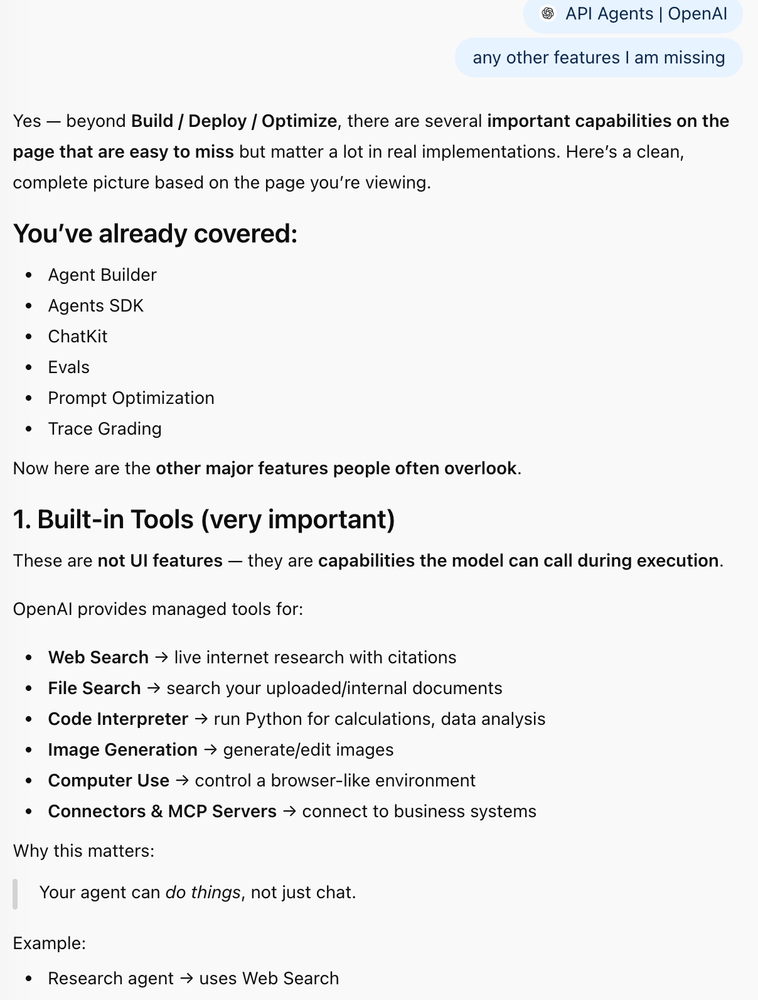 API Agents | OpenAI
any other features I am missing
Yes — beyond Build / Deploy / Optimize, there are several important capabilities on the
page that are easy to miss but matter a lot in real implementations. Here’s a clean,
complete picture based on the page you’re viewing.
You’ve already covered:
• Agent Builder
• Agents SDK
• ChatKit
• Evals
• Prompt Optimization
• Trace Grading
Now here are the other major features people often overlook.
1. Built-in Tools (very important)
These are not UI features — they are capabilities the model can call during execution.
OpenAI provides managed tools for:
• Web Search → live internet research with citations
• File Search → search your uploaded/internal documents
• Code Interpreter → run Python for calculations, data analysis
• Image Generation → generate/edit images
• Computer Use → control a browser-like environment
• Connectors & MCP Servers → connect to business systems
Why this matters:
Your agent can do things, not just chat.
Example:
• Research agent → uses Web Search